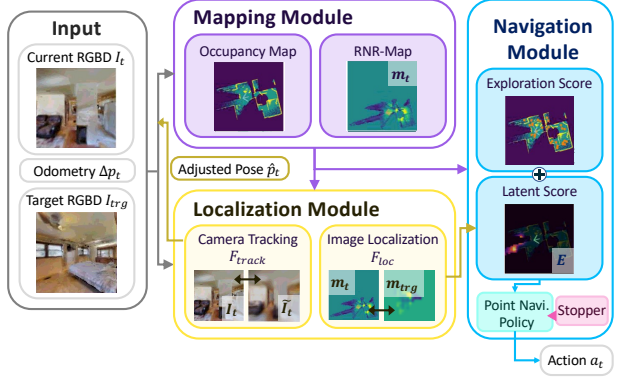 Input
Current RGBD I_t
Odometry Δp_t
Target RGBD I_trg
Mapping Module
Occupancy Map
RNR-Map
m_t
Adjusted Pose p̂_t
Localization Module
Camera Tracking
F_track
I_t
Ĩ_t
Image Localization
F_loc
m_t
m_trg
Navigation
Module
Exploration Score
+
Latent Score
E
Point Navi.
Policy
Stopper
Action a_t